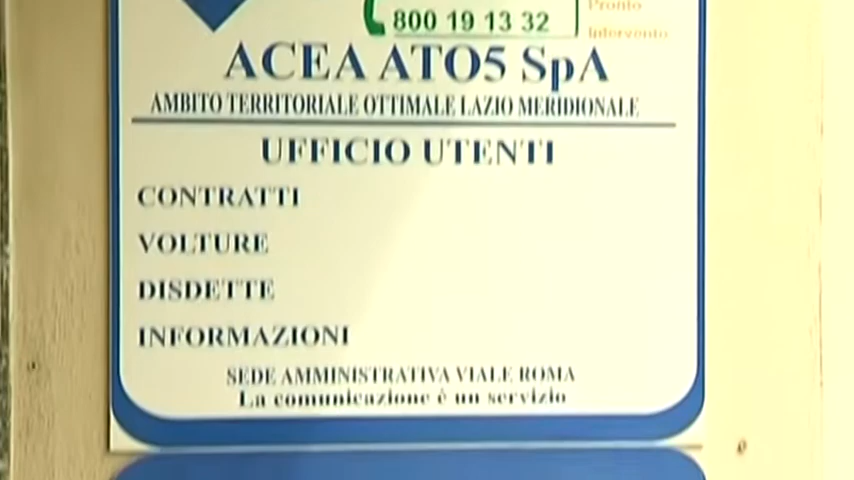 Pronto
800 19 13 32
Intervento
ACEA ATO5 SpA
AMBITO TERRITORIALE OTTIMALE LAZIO MERIDIONALE
UFFICIO UTENTI
CONTRATTI
VOLTURE
DISDETTE
INFORMAZIONI
SEDE AMMINISTRATIVA VIALE ROMA
La comunicazione è un servizio